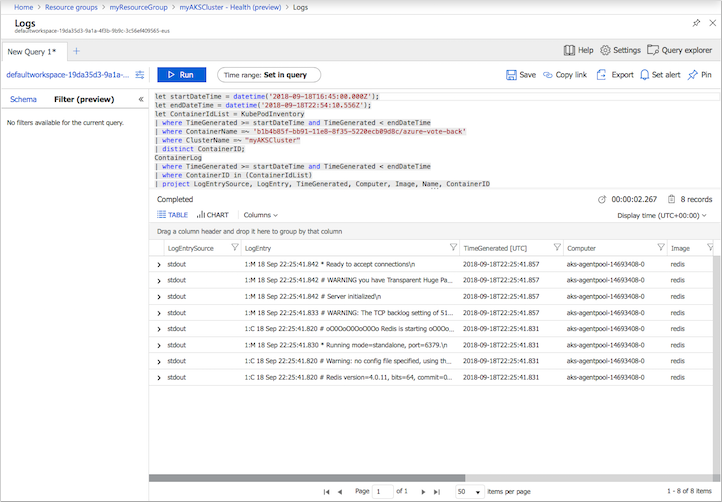 Home > Resource groups > myResourceGroup > myAKSCluster - Health (preview) > Logs
Logs
defaultworkspace-19da35d3-9a1a-4f3b-9b9c-3c56ef409565-eus
New Query 1* +
Help Settings Query explorer
defaultworkspace-19da35d3-9a1a-... Run Time range: Set in query Save Copy link Export Set alert Pin
Schema Filter (preview) «
No filters available for the current query.
let startDateTime = datetime('2018-09-18T16:45:00.000Z');
let endDateTime = datetime('2018-09-18T22:54:10.556Z');
let ContainerIdList = KubePodInventory
| where TimeGenerated >= startDateTime and TimeGenerated < endDateTime
| where ContainerName =~ 'b1b4b85f-bb91-11e8-8f35-5220ecb09d8c/azure-vote-back'
| where ClusterName =~ "myAKSCluster"
| distinct ContainerID;
ContainerLog
| where TimeGenerated >= startDateTime and TimeGenerated < endDateTime
| where ContainerID in (ContainerIdList)
| project LogEntrySource, LogEntry, TimeGenerated, Computer, Image, Name, ContainerID
Completed 00:00:02.267 8 records
TABLE CHART Columns Display time (UTC+00:00)
Drag a column header and drop it here to group by that column
LogEntrySource LogEntry TimeGenerated [UTC] Computer Image
stdout 1:M 18 Sep 22:25:41.842 * Ready to accept connections\n 2018-09-18T22:25:41.857 aks-agentpool-14693408-0 redis
stdout 1:M 18 Sep 22:25:41.842 # WARNING you have Transparent Huge Pa... 2018-09-18T22:25:41.857 aks-agentpool-14693408-0 redis
stdout 1:M 18 Sep 22:25:41.842 # Server initialized\n 2018-09-18T22:25:41.857 aks-agentpool-14693408-0 redis
stdout 1:M 18 Sep 22:25:41.833 # WARNING: The TCP backlog setting of 51... 2018-09-18T22:25:41.857 aks-agentpool-14693408-0 redis
stdout 1:C 18 Sep 22:25:41.820 # oO0OoO0OoO0Oo Redis is starting oO0Oo... 2018-09-18T22:25:41.831 aks-agentpool-14693408-0 redis
stdout 1:M 18 Sep 22:25:41.830 * Running mode=standalone, port=6379.\n 2018-09-18T22:25:41.831 aks-agentpool-14693408-0 redis
stdout 1:C 18 Sep 22:25:41.820 # Warning: no config file specified, using th... 2018-09-18T22:25:41.831 aks-agentpool-14693408-0 redis
stdout 1:C 18 Sep 22:25:41.820 # Redis version=4.0.11, bits=64, commit=0... 2018-09-18T22:25:41.831 aks-agentpool-14693408-0 redis
Page 1 of 1 50 items per page 1 - 8 of 8 items